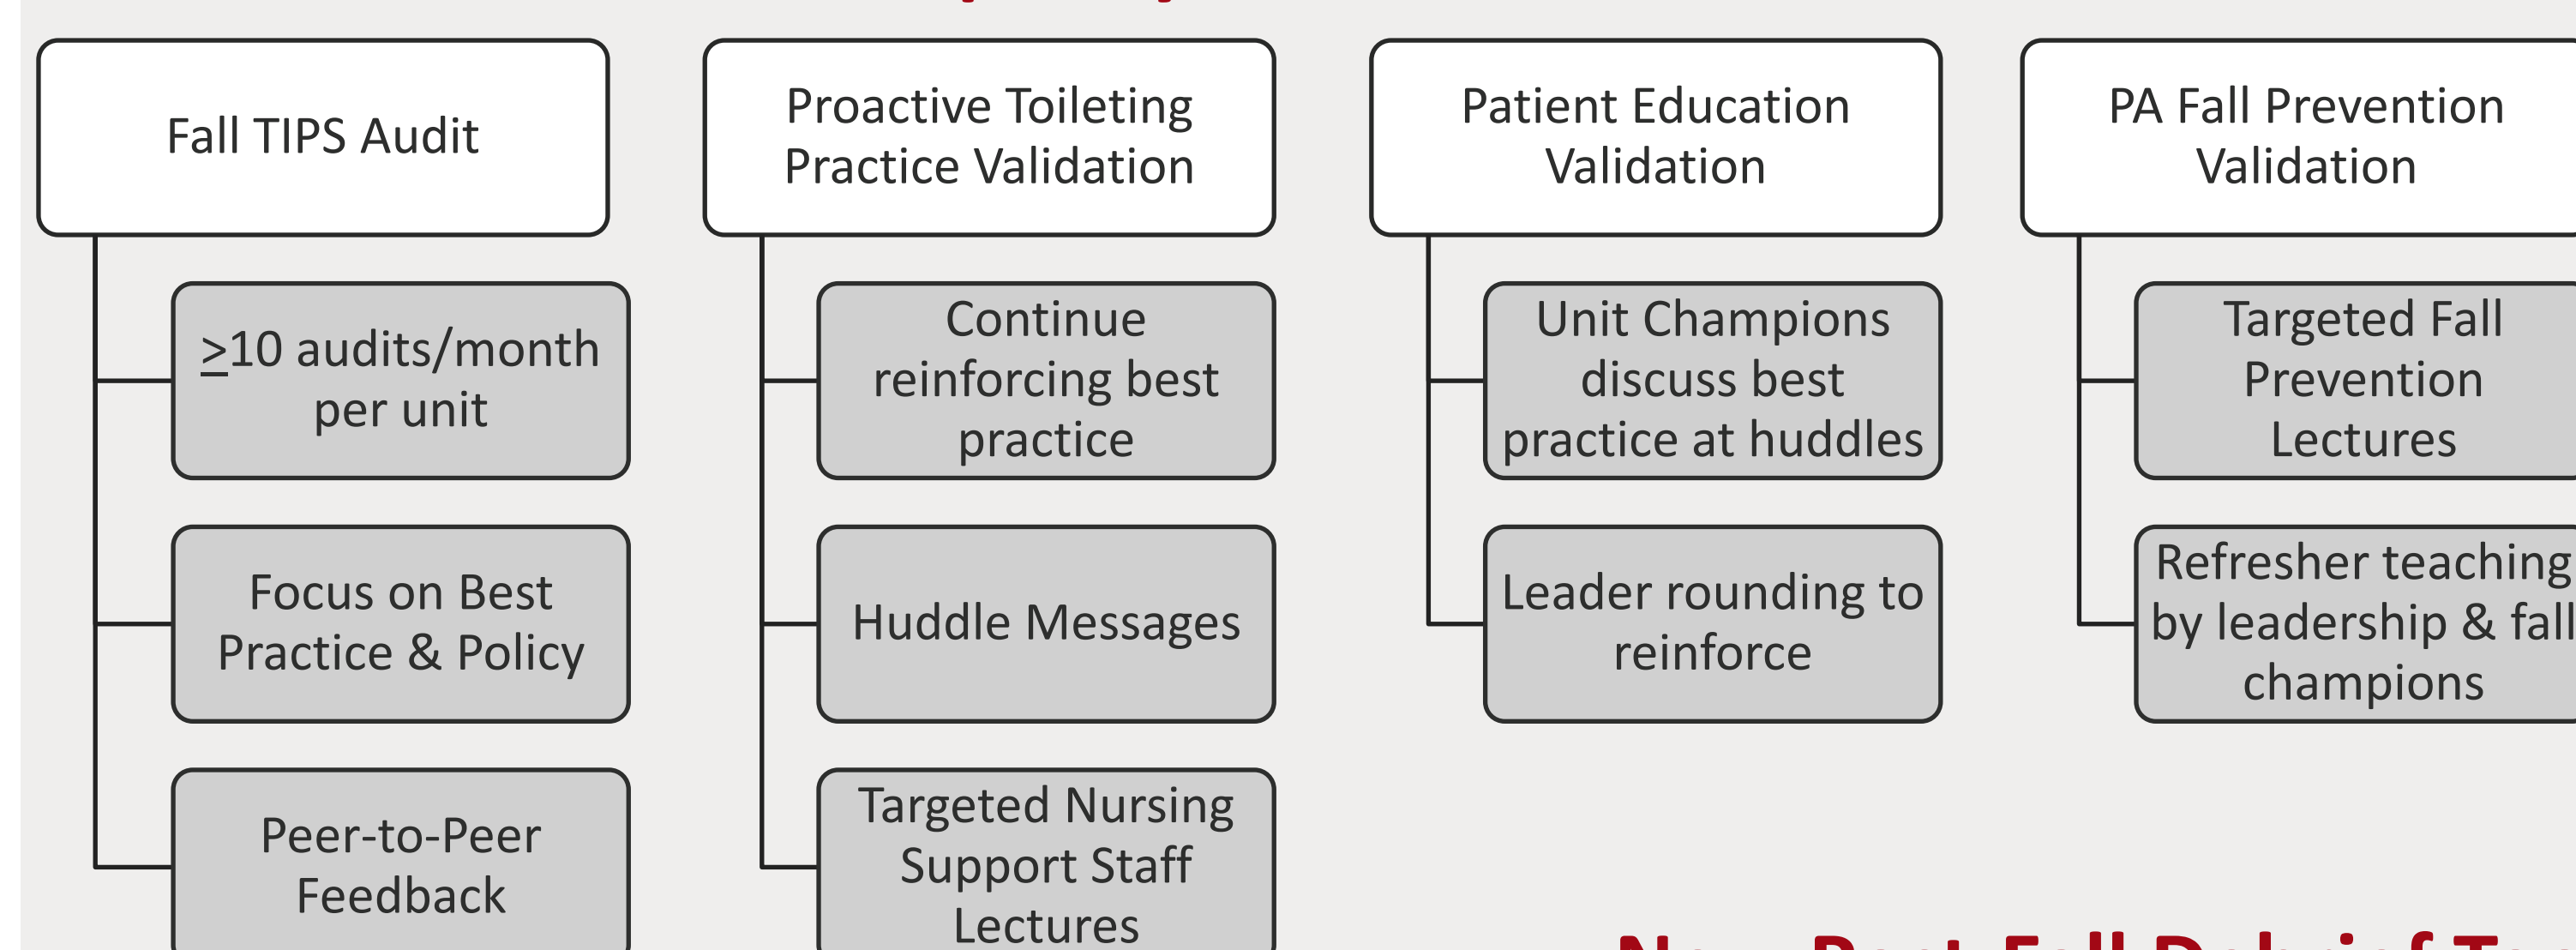 Fall TIPS Audit
≥10 audits/month
per unit
Focus on Best
Practice & Policy
Peer-to-Peer
Feedback
Proactive Toileting
Practice Validation
Continue
reinforcing best
practice
Huddle Messages
Targeted Nursing
Support Staff
Lectures
Patient Education
Validation
Unit Champions
discuss best
practice at huddles
Leader rounding to
reinforce
PA Fall Prevention
Validation
Targeted Fall
Prevention
Lectures
Refresher teaching
by leadership & fall
champions
Post Fall Debrief